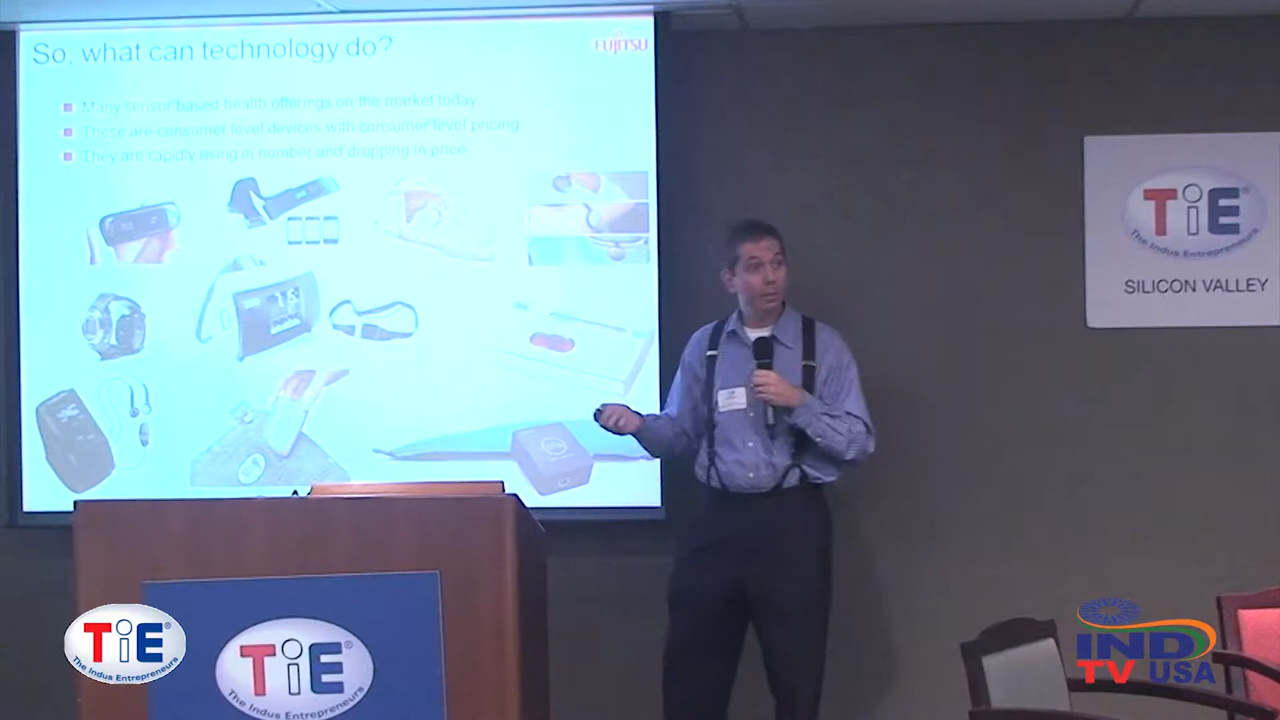 So, what can technology do?
FUJITSU
Many sensor based health offerings on the market today
These are consumer level devices with consumer level pricing
They are rapidly rising in number and dropping in price
TiE®
The Indus Entrepreneurs
SILICON VALLEY
TiE®
The Indus Entrepreneurs
TiE®
The Indus Entrepreneurs
IND
TV USA